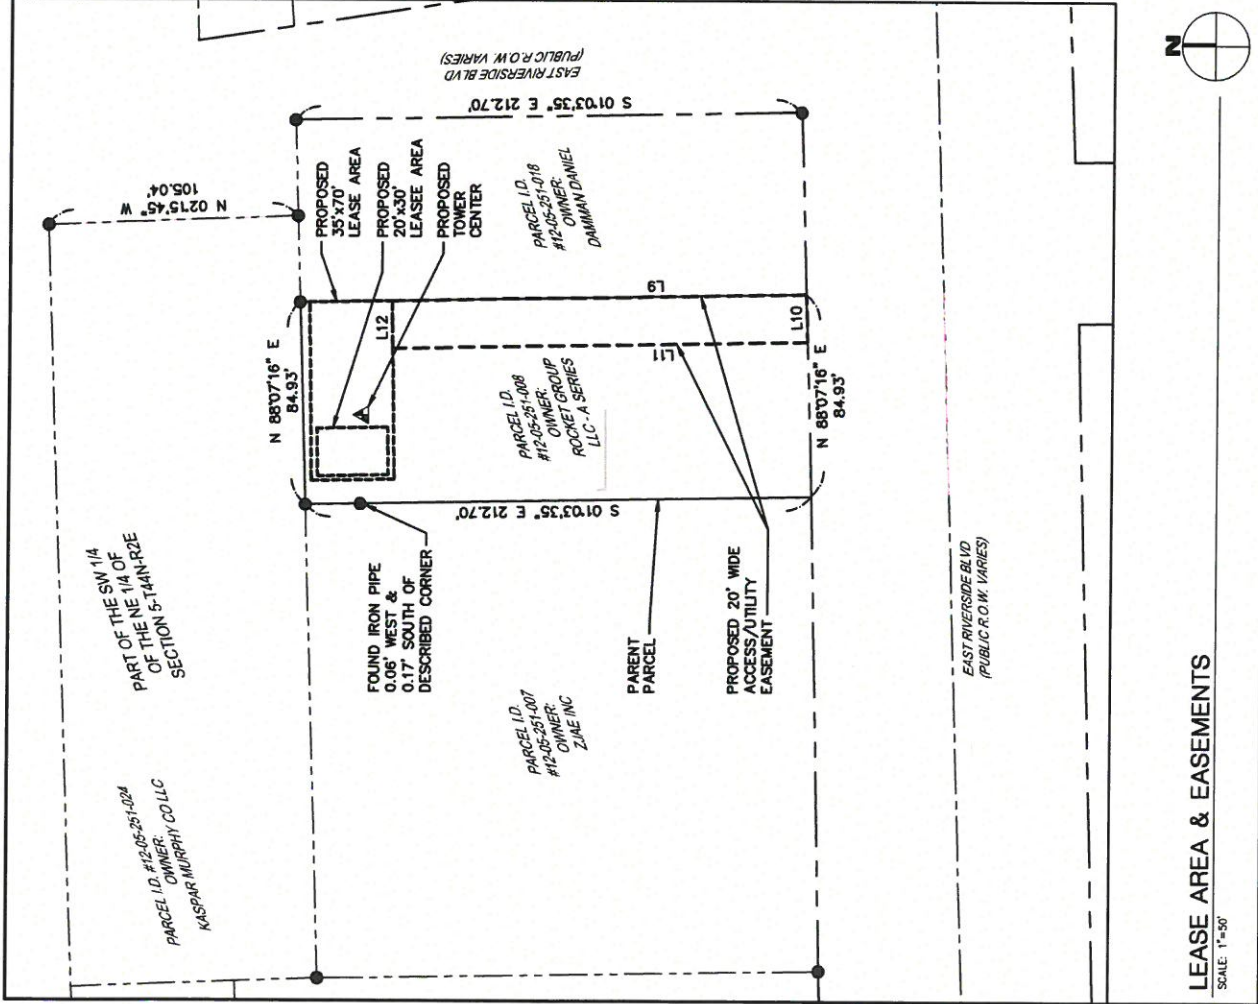 N
EAST RIVERSIDE BLVD
(PUBLIC R.O.W. VARIES)
N 02°15'45" W
105.04'
S 01°03'35" E 212.70'
PROPOSED
35'x70'
LEASE AREA
PROPOSED
20'x30'
LEASEE AREA
PROPOSED
TOWER
CENTER
PARCEL I.D.
#12-05-251-018
OWNER:
DAMMAN DANIEL
N 88°07'16" E
84.93'
L12
L9
L11
L10
PARCEL I.D.
#12-05-251-008
OWNER:
OKET GROUP
ROCKET SERIES
LLC - A SERIES
N 88°07'16" E
84.93'
S 01°03'35" E 212.70'
PART OF THE SW 1/4
OF THE NE 1/4 OF
SECTION 5-T44N-R2E
FOUND IRON PIPE
0.06' WEST &
0.17' SOUTH OF
DESCRIBED CORNER
PARENT
PARCEL
PROPOSED 20' WIDE
ACCESS/UTILITY
EASEMENT
PARCEL I.D. #12-05-251-024
OWNER:
KASPAR MURPHY CO LLC
PARCEL I.D.
#12-05-251-007
OWNER:
ZJAE INC
EAST RIVERSIDE BLVD
(PUBLIC R.O.W. VARIES)
LEASE AREA & EASEMENTS
SCALE: 1"=50'